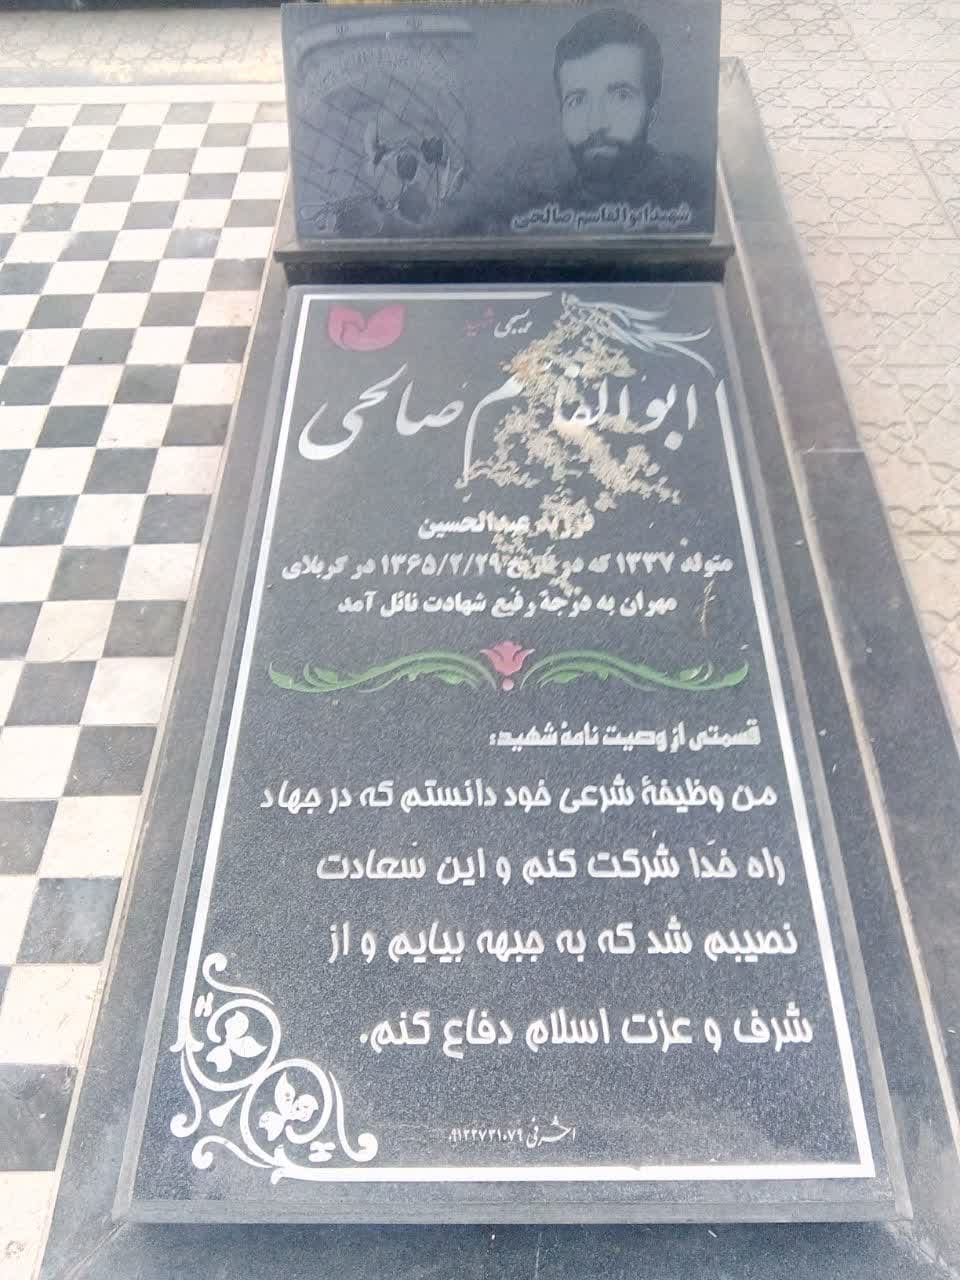 شهید ابوالقاسم صالحی
بسیجی شهید
ابوالقاسم صالحی
فرزند عبدالحسین
متولد ۱۳۳۷ که در تاریخ ۱۳۶۵/۲/۲۹ در کربلای
مهران به درجهٔ رفیع شهادت نائل آمد
قسمتی از وصیت نامهٔ شهید:
من وظیفهٔ شرعی خود دانستم که در جهاد
راه خدا شرکت کنم و این سعادت
نصیبم شد که به جبهه بیایم و از
شرف و عزت اسلام دفاع کنم.
اشرفی ۰۹۱۲۲۷۳۱۰۷۹